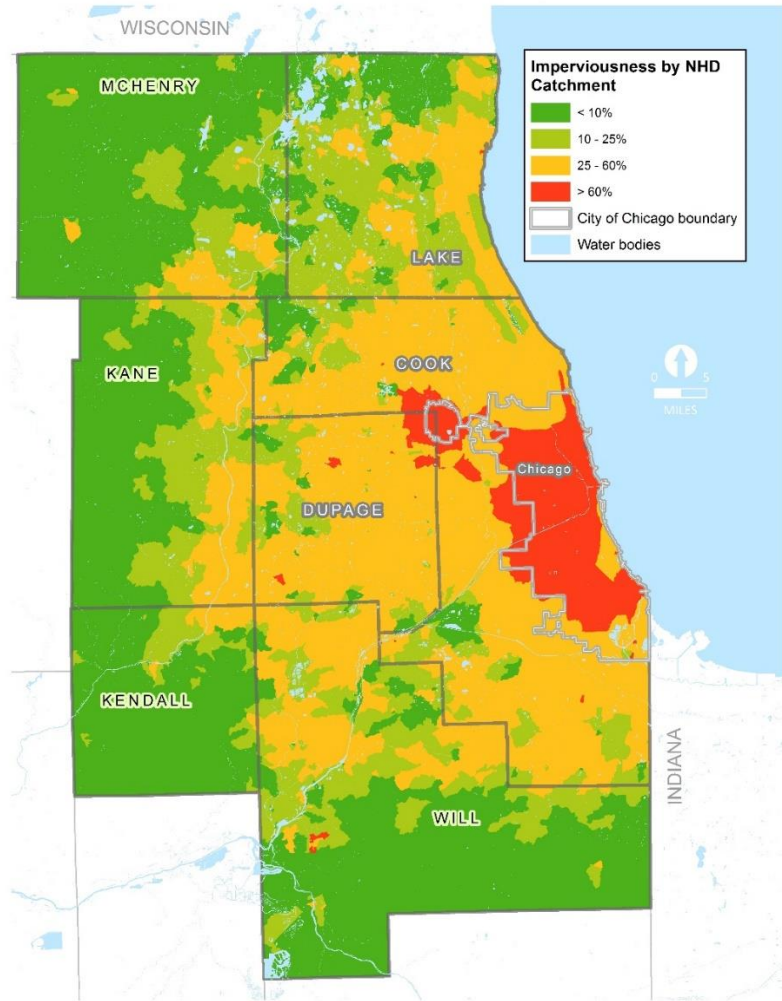 WISCONSIN
MCHENRY
Imperviousness by NHD
Catchment
< 10%
10 - 25%
25 - 60%
> 60%
City of Chicago boundary
Water bodies
LAKE
KANE
COOK
0 5
MILES
Chicago
DUPAGE
KENDALL
INDIANA
WILL